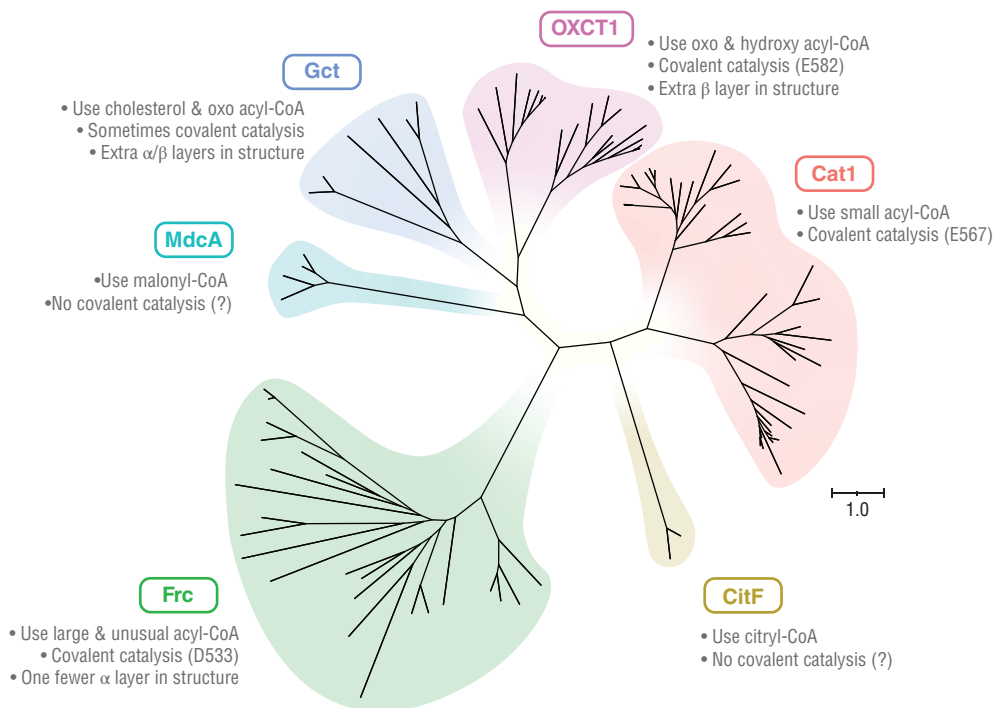 OXCT1
• Use oxo & hydroxy acyl-CoA
• Covalent catalysis (E582)
• Extra β layer in structure
Gct
• Use cholesterol & oxo acyl-CoA
• Sometimes covalent catalysis
• Extra α/β layers in structure
Cat1
• Use small acyl-CoA
• Covalent catalysis (E567)
MdcA
•Use malonyl-CoA
•No covalent catalysis (?)
1.0
Frc
• Use large & unusual acyl-CoA
• Covalent catalysis (D533)
• One fewer α layer in structure
CitF
• Use citryl-CoA
• No covalent catalysis (?)